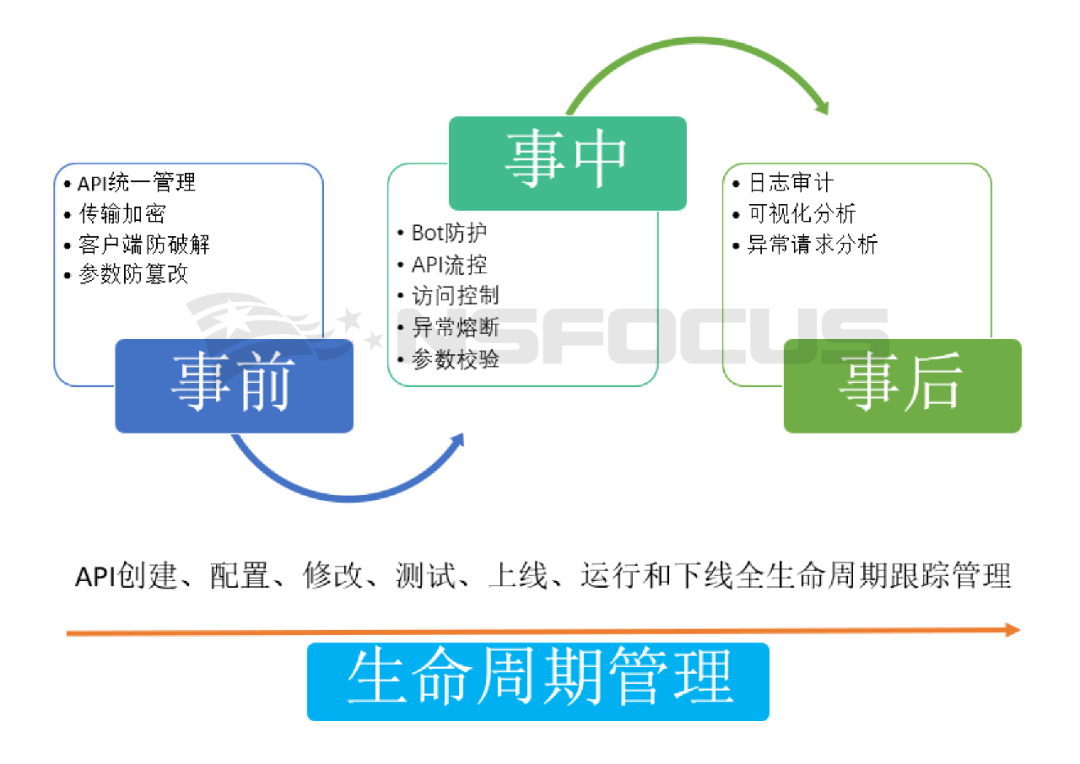 • API统一管理
• 传输加密
• 客户端防破解
• 参数防篡改
事前
事中
• Bot防护
• API流控
• 访问控制
• 异常熔断
• 参数校验
• 日志审计
• 可视化分析
• 异常请求分析
事后
NSFOCUS
API创建、配置、修改、测试、上线、运行和下线全生命周期跟踪管理
生命周期管理